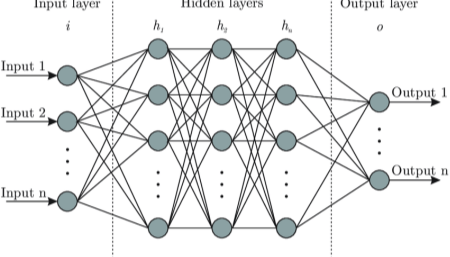 Input layer
Hidden layers
Output layer
i
h₁
h₂
hₙ
o
Input 1
Input 2
Input n
Output 1
Output n